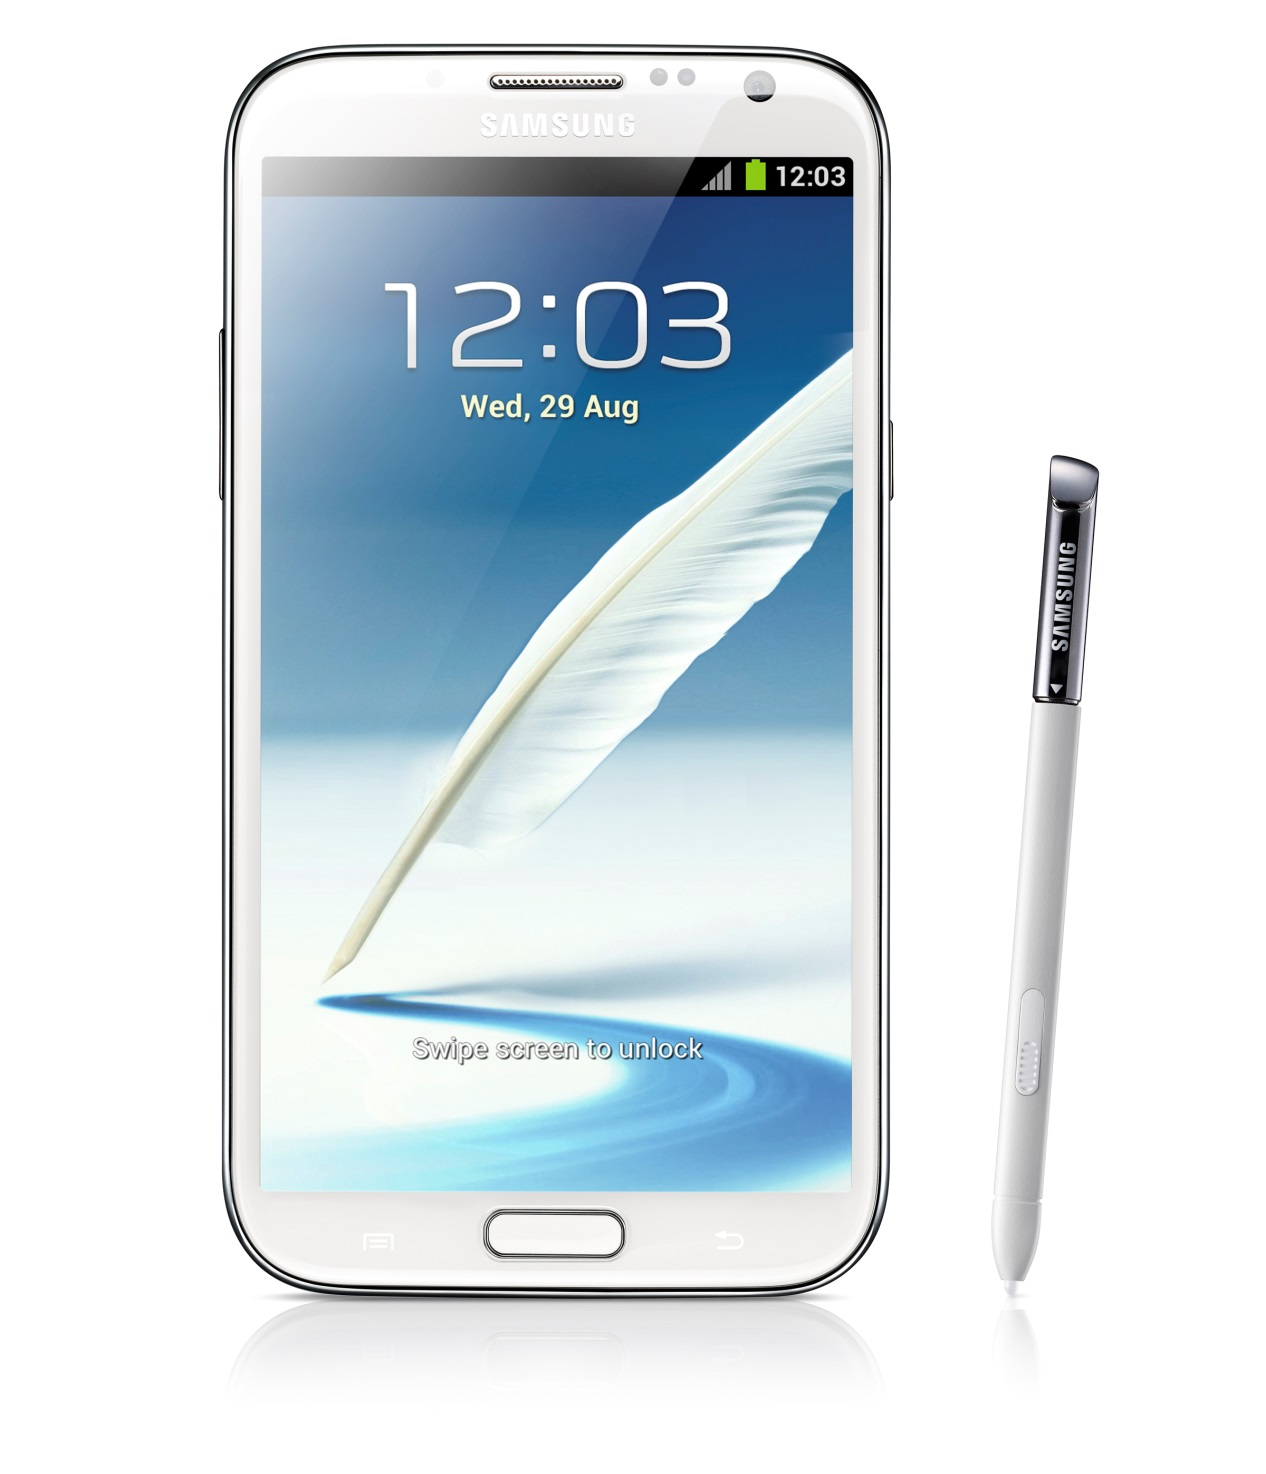 SAMSUNG
12:03
12:03
Wed, 29 Aug
Swipe screen to unlock
SAMSUNG